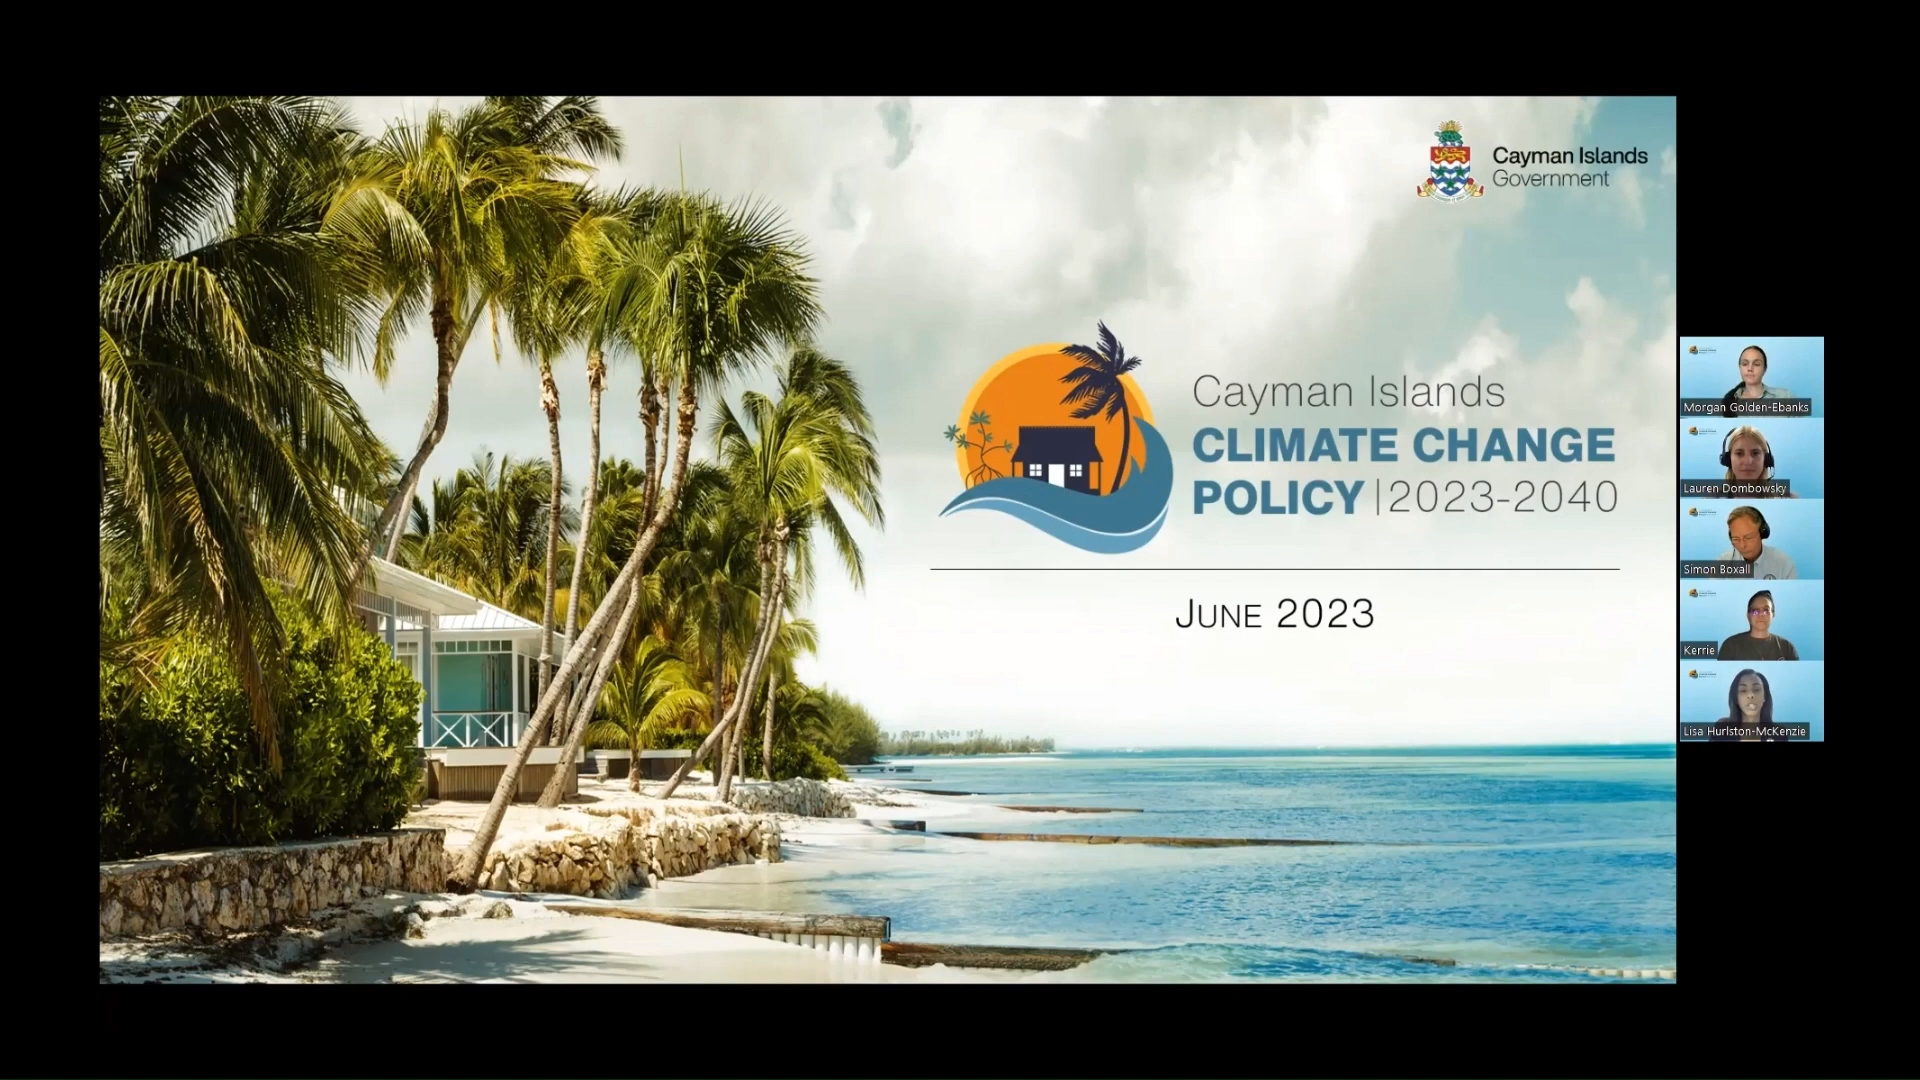 Cayman Islands
Government
Cayman Islands
CLIMATE CHANGE
POLICY | 2023-2040
JUNE 2023
Morgan Golden-Ebanks
Lauren Dombowsky
Simon Boxall
Kerrie
Lisa Hurlston-McKenzie